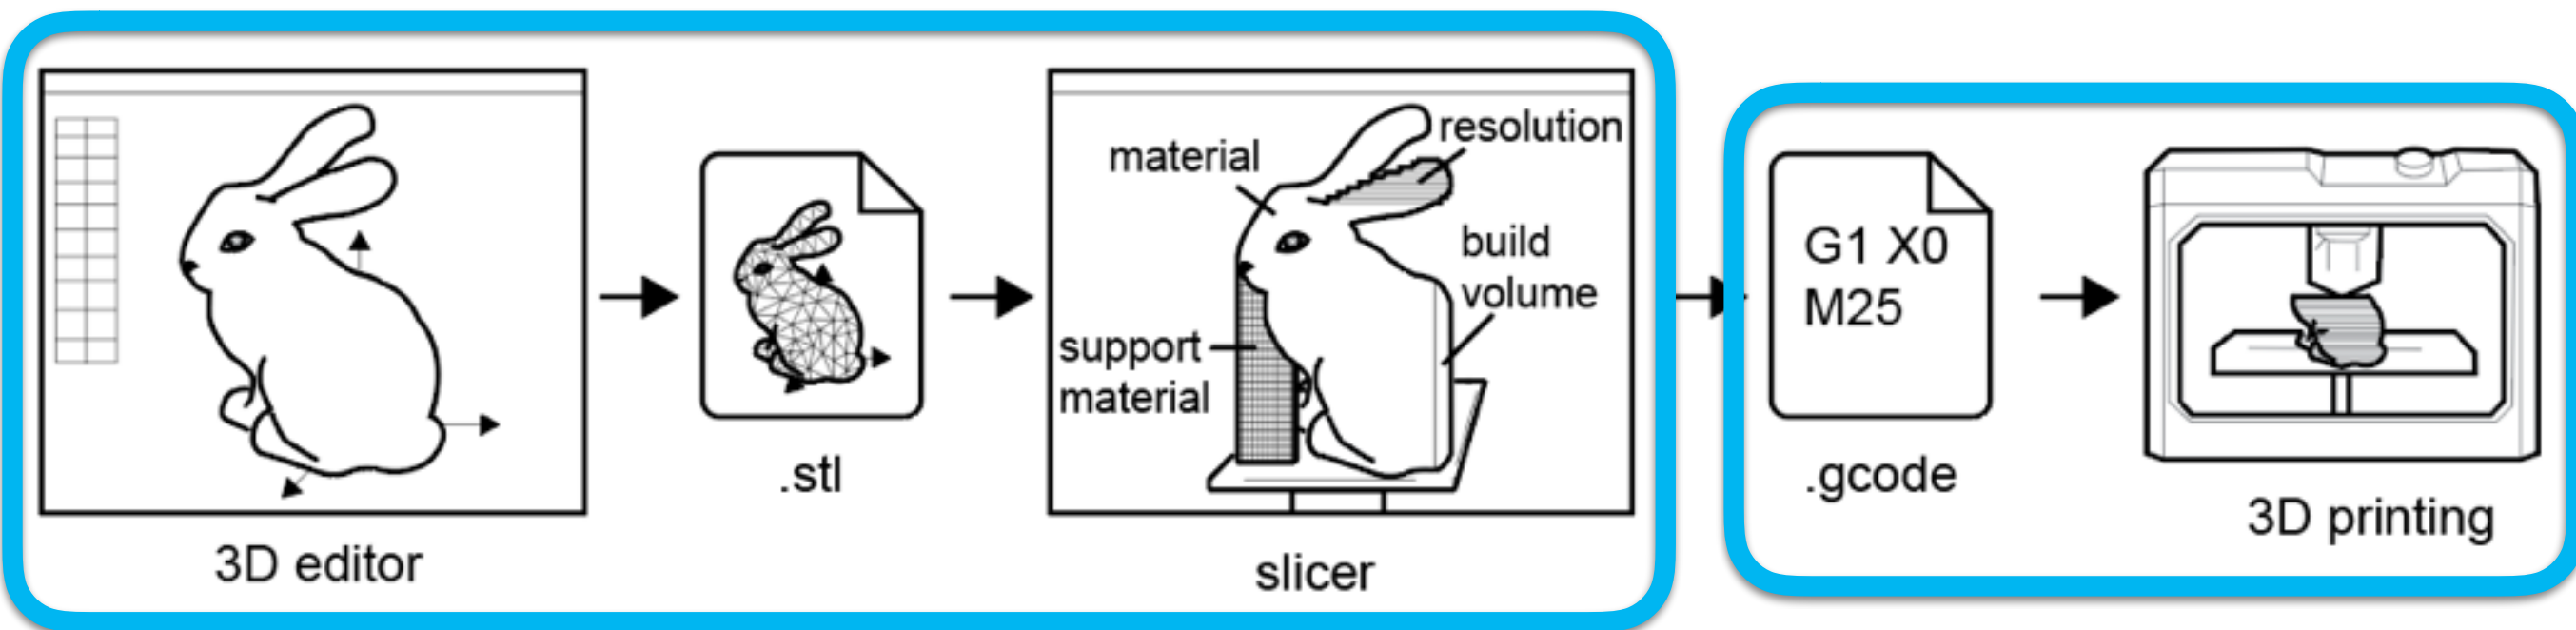 3D editor
.stl
material
resolution
build
volume
support
material
slicer
G1 X0
M25
.gcode
3D printing